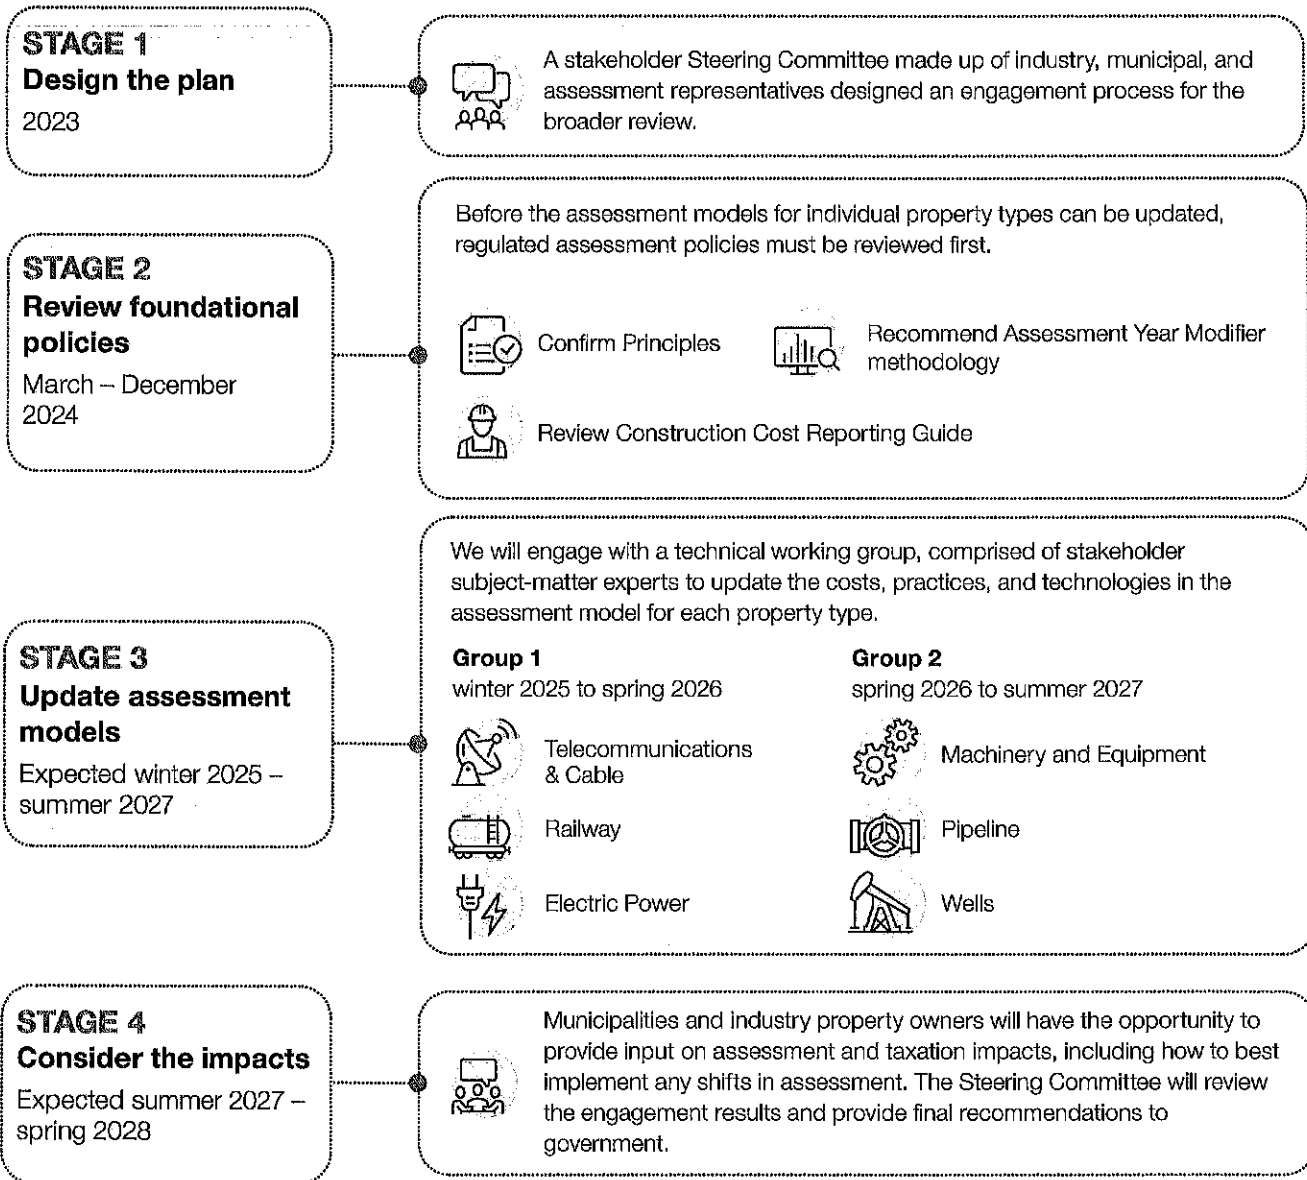 STAGE 1
Design the plan
2023
A stakeholder Steering Committee made up of industry, municipal, and
assessment representatives designed an engagement process for the
broader review.
STAGE 2
Review foundational
policies
March – December
2024
Before the assessment models for individual property types can be updated,
regulated assessment policies must be reviewed first.
Confirm Principles
Recommend Assessment Year Modifier
methodology
Review Construction Cost Reporting Guide
STAGE 3
Update assessment
models
Expected winter 2025 –
summer 2027
We will engage with a technical working group, comprised of stakeholder
subject-matter experts to update the costs, practices, and technologies in the
assessment model for each property type.
Group 1
winter 2025 to spring 2026
Telecommunications
& Cable
Railway
Electric Power
Group 2
spring 2026 to summer 2027
Machinery and Equipment
Pipeline
Wells
STAGE 4
Consider the impacts
Expected summer 2027 –
spring 2028
Municipalities and industry property owners will have the opportunity to
provide input on assessment and taxation impacts, including how to best
implement any shifts in assessment. The Steering Committee will review
the engagement results and provide final recommendations to
government.